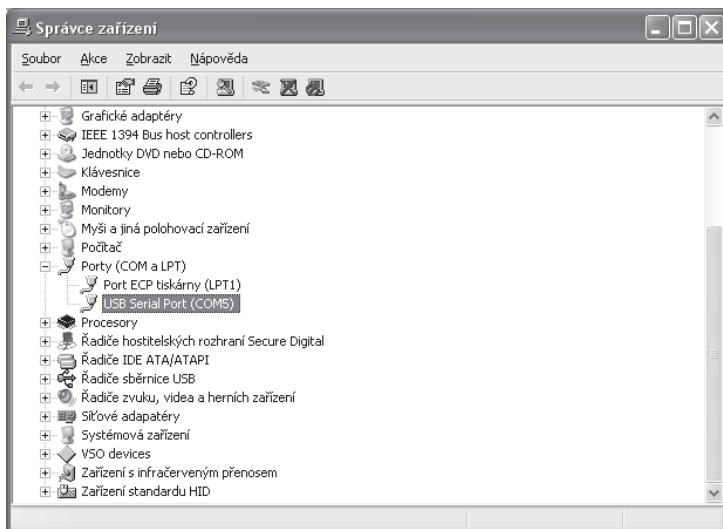 Správce zařízení
Soubor Akce Zobrazit Nápověda
Grafické adaptéry
IEEE 1394 Bus host controllers
Jednotky DVD nebo CD-ROM
Klávesnice
Modemy
Monitory
Myši a jiná polohovací zařízení
Počítač
Porty (COM a LPT)
Port ECP tiskárny (LPT1)
USB Serial Port (COM5)
Procesory
Řadiče hostitelských rozhraní Secure Digital
Řadiče IDE ATA/ATAPI
Řadiče sběrnice USB
Řadiče zvuku, videa a herních zařízení
Síťové adapatéry
Systémová zařízení
VSO devices
Zařízení s infračerveným přenosem
Zařízení standardu HID